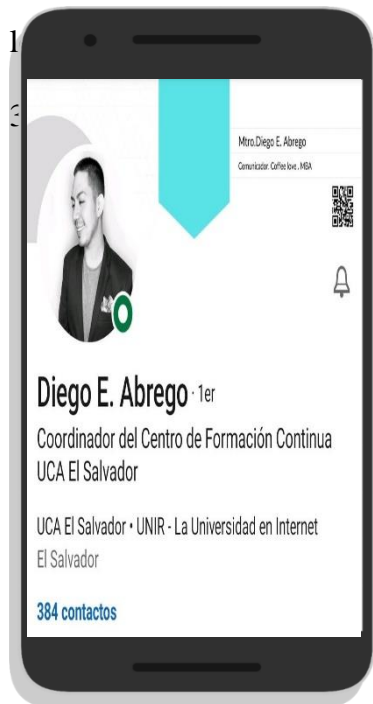 Mtro.Diego E. Abrego
Comunicador. Coffee love . MBA
Diego E. Abrego · 1er
Coordinador del Centro de Formación Continua
UCA El Salvador
UCA El Salvador • UNIR - La Universidad en Internet
El Salvador
384 contactos